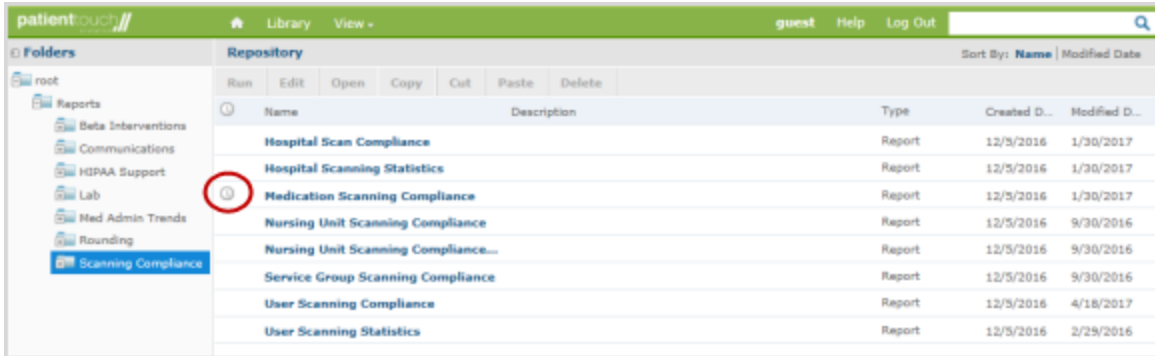 patienttouch Library View guest Help Log Out
Folders Repository Sort By: Name | Modified Date
root
Run Edit Open Copy Cut Paste Delete
Reports
Name Description Type Created D... Modified D...
Beta Interventions
Communications
HIPAA Support
Lab
Med Admin Trends
Rounding
Scanning Compliance
Hospital Scan Compliance Report 12/5/2016 1/30/2017
Hospital Scanning Statistics Report 12/5/2016 1/30/2017
Medication Scanning Compliance Report 12/5/2016 1/30/2017
Nursing Unit Scanning Compliance Report 12/5/2016 9/30/2016
Nursing Unit Scanning Compliance... Report 12/5/2016 9/30/2016
Service Group Scanning Compliance Report 12/5/2016 9/30/2016
User Scanning Compliance Report 12/5/2016 4/18/2017
User Scanning Statistics Report 12/5/2016 2/29/2016